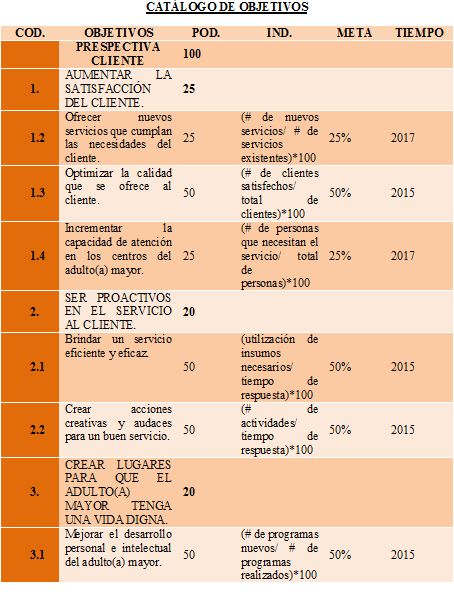 CATÁLOGO DE OBJETIVOS
COD. OBJETIVOS POD. IND. META TIEMPO
PRESPECTIVA
CLIENTE
100
1.
AUMENTAR LA
SATISFACCIÓN
DEL CLIENTE.
25
1.2
Ofrecer nuevos
servicios que cumplan
las necesidades del
cliente.
25
(# de nuevos
servicios/ # de
servicios
existentes)*100
25%
2017
1.3
Optimizar la calidad
que se ofrece al
cliente.
50
(# de clientes
satisfechos/
total de
clientes)*100
50%
2015
1.4
Incrementar la
capacidad de atención
en los centros del
adulto(a) mayor.
25
(# de personas
que necesitan el
servicio/ total
de
personas)*100
25%
2017
2.
SER PROACTIVOS
EN EL SERVICIO
AL CLIENTE.
20
2.1
Brindar un servicio
eficiente y eficaz.
50
(utilización de
insumos
necesarios/
tiempo de
respuesta)*100
50%
2015
2.2
Crear acciones
creativas y audaces
para un buen servicio.
50
(# de
actividades/
tiempo de
respuesta)*100
50%
2015
3.
CREAR LUGARES
PARA QUE EL
ADULTO(A)
MAYOR TENGA
UNA VIDA DIGNA.
20
3.1
Mejorar el desarrollo
personal e intelectual
del adulto(a) mayor.
50
(# de programas
nuevos/ # de
programas
realizados)*100
50%
2015